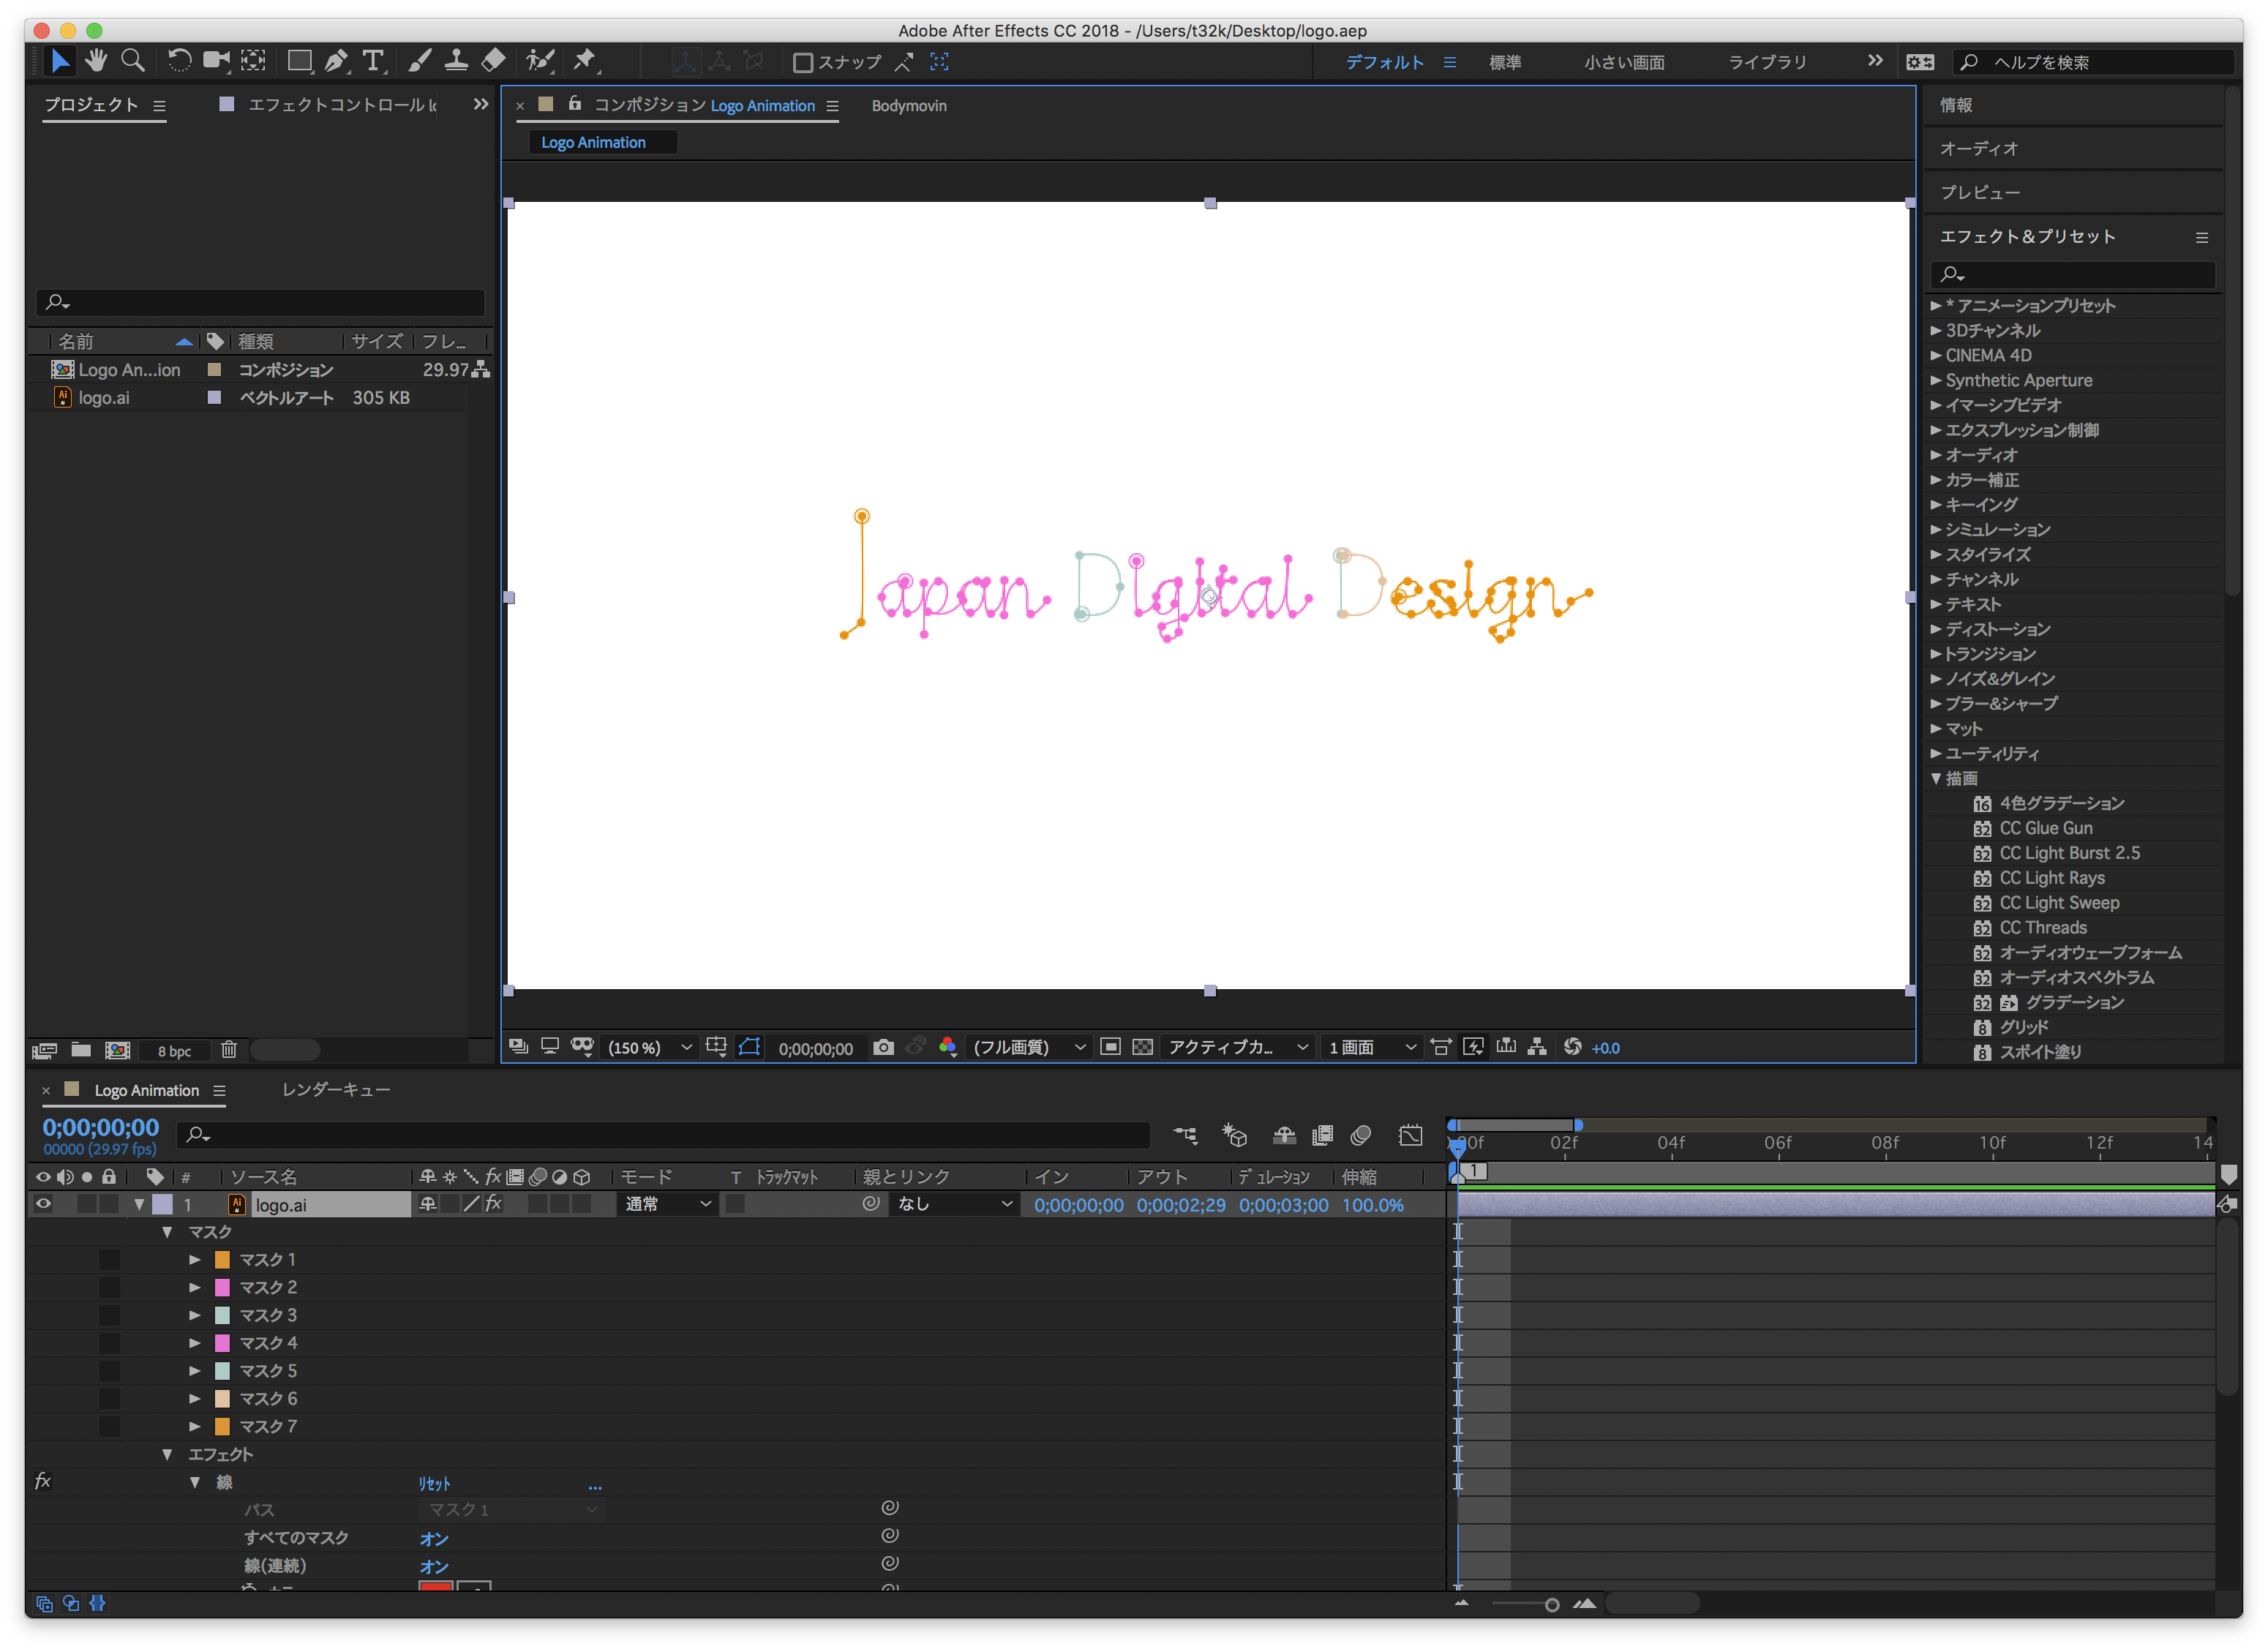 Adobe After Effects CC 2018 - /Users/t32k/Desktop/logo.aep
スナップ
デフォルト 標準 小さい画面 ライブラリ
ヘルプを検索
プロジェクト
エフェクトコントロール
名前 種類 サイズ フレ...
Logo An...ion コンポジション 29.97
logo.ai ベクトルアート 305 KB
8 bpc
コンポジション Logo Animation
Bodymovin
Logo Animation
Japan Digital Design
(150 %)
0;00;00;00
(フル画質)
アクティブカ...
1 画面
+0.0
情報
オーディオ
プレビュー
エフェクト＆プリセット
* アニメーションプリセット
3Dチャンネル
CINEMA 4D
Synthetic Aperture
イマーシブビデオ
エクスプレッション制御
オーディオ
カラー補正
キーイング
シミュレーション
スタイライズ
チャンネル
テキスト
ディストーション
トランジション
ノイズ&グレイン
ブラー&シャープ
マット
ユーティリティ
描画
16 4色グラデーション
32 CC Glue Gun
32 CC Light Burst 2.5
32 CC Light Rays
32 CC Light Sweep
32 CC Threads
32 オーディオウェーブフォーム
32 オーディオスペクトラム
32 グラデーション
8 グリッド
8 スポイト塗り
Logo Animation
レンダーキュー
0;00;00;00
00000 (29.97 fps)
00f 02f 04f 06f 08f 10f 12f 14
1
# ソース名 fx モード T トラックマット 親とリンク イン アウト デュレーション 伸縮
1 Ai logo.ai fx 通常 なし 0;00;00;00 0;00;02;29 0;00;03;00 100.0%
マスク
マスク 1
マスク 2
マスク 3
マスク 4
マスク 5
マスク 6
マスク 7
エフェクト
fx 線 リセット ...
パス マスク 1
すべてのマスク オン
線(連続) オン